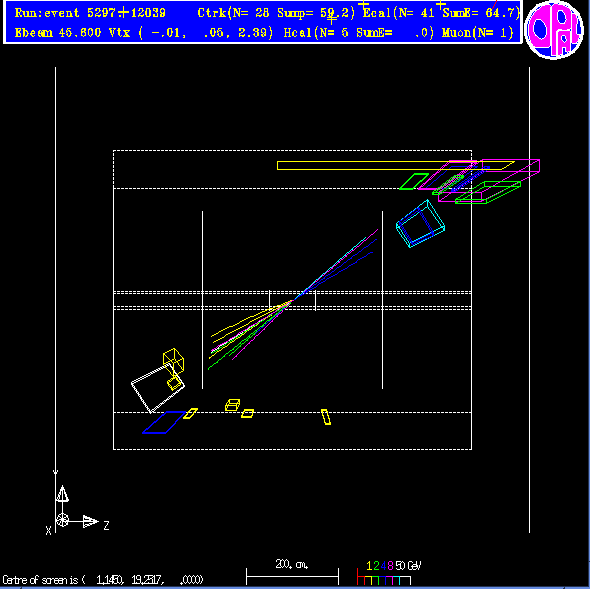 Run:event 5297:12039 Ctrk(N= 28 Sump= 59.2) Ecal(N= 41 SumE= 64.7)
Ebeam 45.600 Vtx ( -.01, .05, 2.39) Hcal(N= 6 SumE= .0) Muon(N= 1)
OPAL
X
Z
200. cm.
1 2 4 8 50 GeV
Centre of screen is ( 1.1450, 19.2317, .0000)